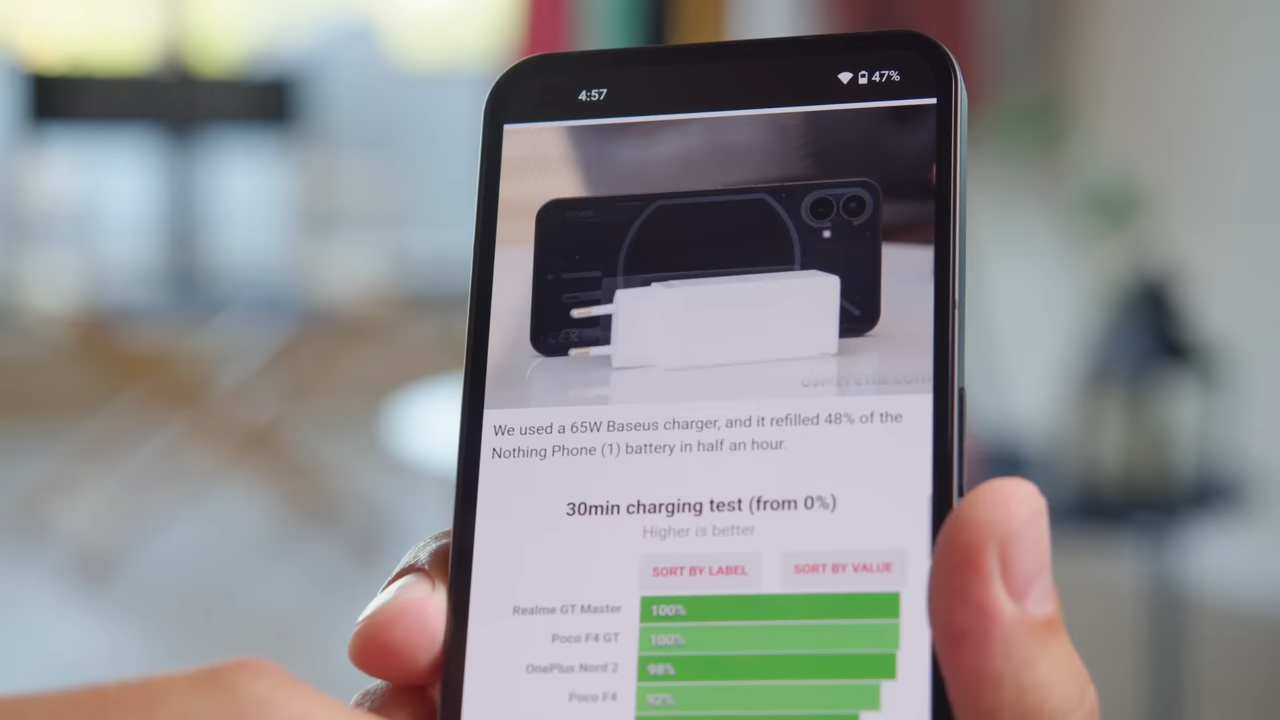 4:57
47%
We used a 65W Baseus charger, and it refilled 48% of the
Nothing Phone (1) battery in half an hour.
30min charging test (from 0%)
Higher is better
SORT BY LABEL
SORT BY VALUE
Realme GT Master 100%
Poco F4 GT 100%
OnePlus Nord 2 98%
Poco F4 92%